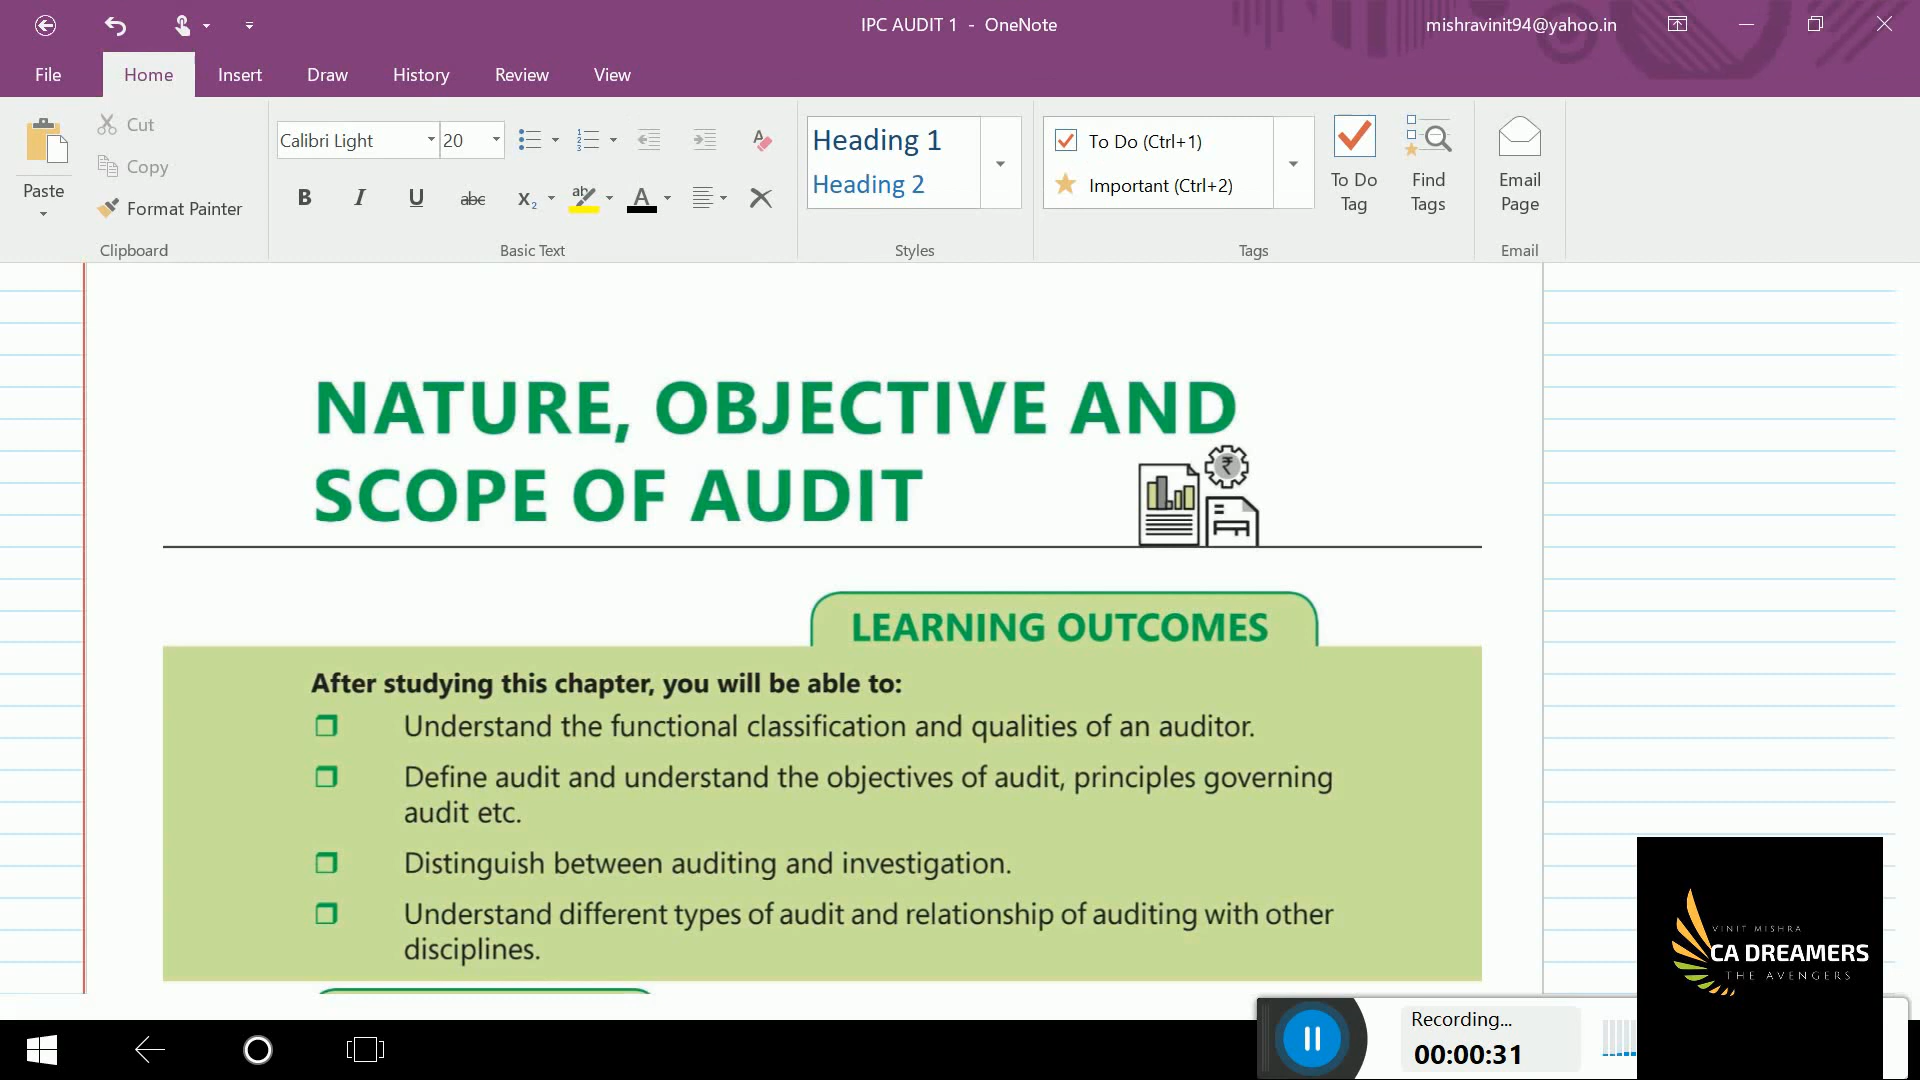 IPC AUDIT 1 - OneNote
mishravinit94@yahoo.in
File Home Insert Draw History Review View
Paste
Cut
Copy
Format Painter
Clipboard
Calibri Light 20
B I U abc X₂ ab A
Basic Text
Heading 1
Heading 2
Styles
To Do (Ctrl+1)
Important (Ctrl+2)
Tags
To Do
Tag
Find
Tags
Email
Page
Email
NATURE, OBJECTIVE AND
SCOPE OF AUDIT
₹
LEARNING OUTCOMES
After studying this chapter, you will be able to:
Understand the functional classification and qualities of an auditor.
Define audit and understand the objectives of audit, principles governing
audit etc.
Distinguish between auditing and investigation.
Understand different types of audit and relationship of auditing with other
disciplines.
VINIT MISHRA
CA DREAMERS
THE AVENGERS
Recording...
00:00:31